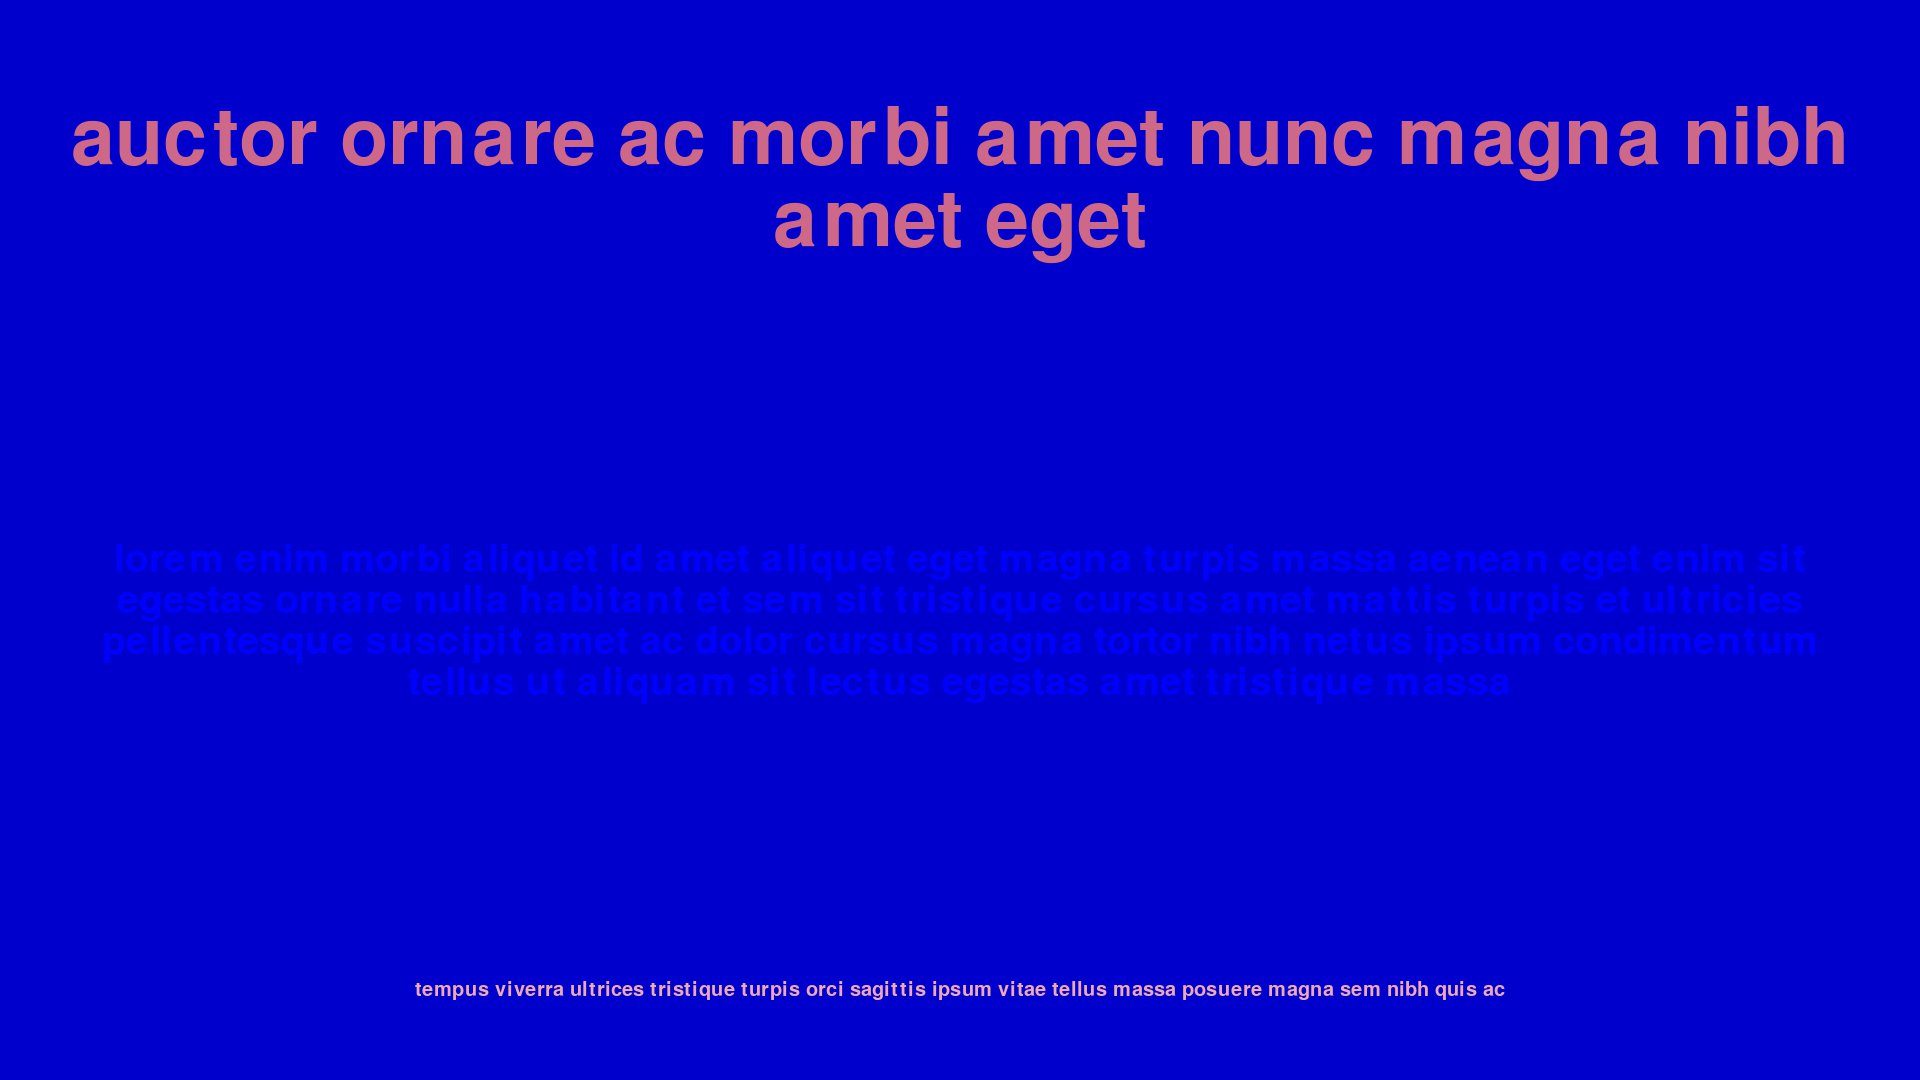 auctor ornare ac morbi amet nunc magna nibh
amet eget
lorem enim morbi aliquet id amet aliquet eget magna turpis massa aenean eget enim sit
egestas ornare nulla habitant et sem sit tristique cursus amet mattis turpis et ultricies
pellentesque suscipit amet ac dolor cursus magna tortor nibh netus ipsum condimentum
tellus ut aliquam sit lectus egestas amet tristique massa
tempus viverra ultrices tristique turpis orci sagittis ipsum vitae tellus massa posuere magna sem nibh quis ac